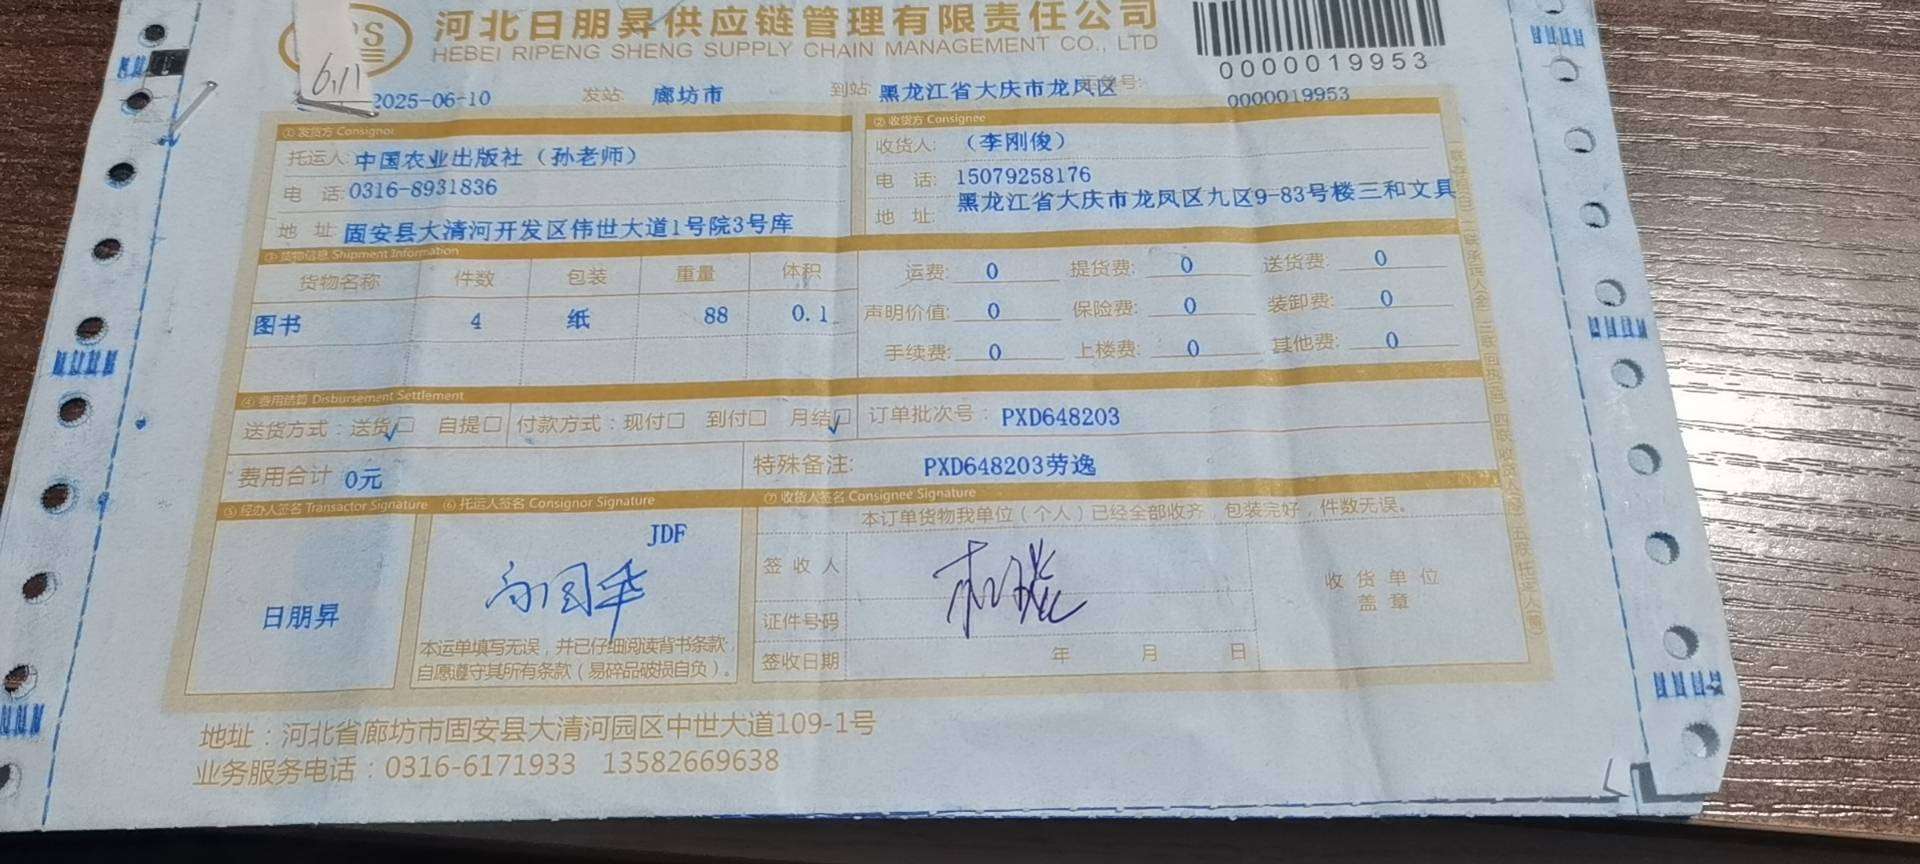 河北日朋昇供应链管理有限责任公司
HEBEI RIPENG SHENG SUPPLY CHAIN MANAGEMENT CO., LTD
0000019953
6.11
2025-06-10 发站: 廊坊市 到站: 黑龙江省大庆市龙凤区 号: 0000019953
①发货方 Consignor ②收货方 Consignee
托运人: 中国农业出版社（孙老师） 收货人: （李刚俊）
电 话: 0316-8931836 电 话: 15079258176
地 址: 固安县大清河开发区伟世大道1号院3号库 地 址: 黑龙江省大庆市龙凤区九区9-83号楼三和文具
③货物信息 Shipment Information
货物名称 件数 包装 重量 体积 运费: 0 提货费: 0 送货费: 0
图书 4 纸 88 0.1 声明价值: 0 保险费: 0 装卸费: 0
手续费: 0 上楼费: 0 其他费: 0
④费用结算 Disbursement Settlement
送货方式：送货☑ 自提□ 付款方式：现付□ 到付□ 月结☑ 订单批次号： PXD648203
费用合计 0元 特殊备注: PXD648203劳逸
⑤经办人签名 Transactor Signature ⑥托运人签名 Consignor Signature ⑦收货人签名 Consignee Signature
本订单货物我单位（个人）已经全部收齐，包装完好，件数无误。
JDF
签收人
收货单位
盖章
日朋昇
证件号码
本运单填写无误，并已仔细阅读背书条款，
自愿遵守其所有条款（易碎品破损自负）。
签收日期 年 月 日
地址：河北省廊坊市固安县大清河园区中世大道109-1号
业务服务电话：0316-6171933 13582669638